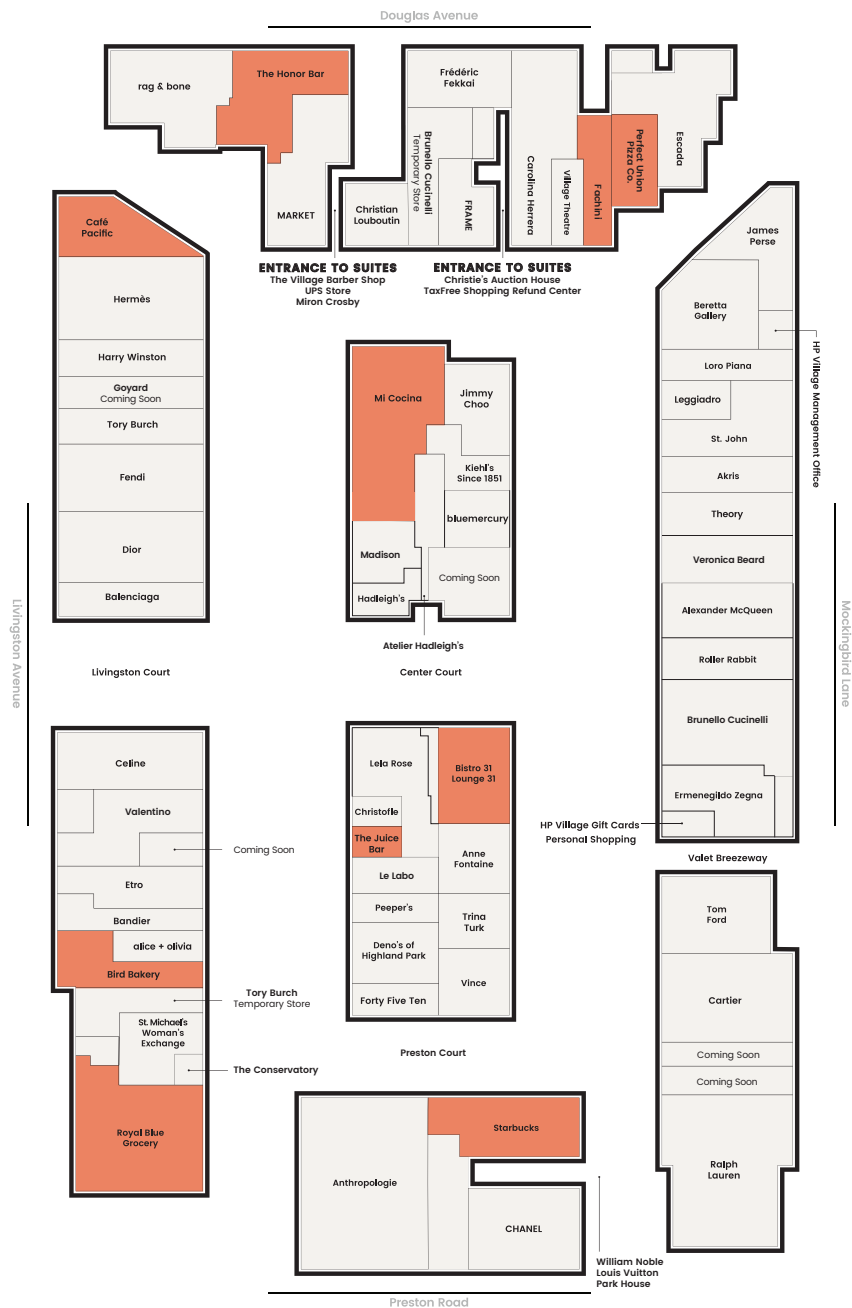 Douglas Avenue
rag & bone
The Honor Bar
MARKET
Frédéric
Fekkai
Christian
Louboutin
Brunello Cucinelli
Temporary Store
FRAME
Carolina Herrera
Village Theatre
Fachini
Perfect Union
Pizza Co.
Escada
ENTRANCE TO SUITES
The Village Barber Shop
UPS Store
Miron Crosby
ENTRANCE TO SUITES
Christie's Auction House
TaxFree Shopping Refund Center
Café
Pacific
Hermès
Harry Winston
Goyard
Coming Soon
Tory Burch
Fendi
Dior
Balenciaga
Livingston Avenue
Livingston Court
Mi Cocina
Jimmy
Choo
Kiehl's
Since 1851
bluemercury
Madison
Coming Soon
Hadleigh's
Atelier Hadleigh's
Center Court
James
Perse
Beretta
Gallery
HP Village Management Office
Loro Piana
Leggiadro
St. John
Akris
Theory
Veronica Beard
Alexander McQueen
Roller Rabbit
Brunello Cucinelli
Ermenegildo Zegna
HP Village Gift Cards
Personal Shopping
Mockingbird Lane
Valet Breezeway
Celine
Valentino
Coming Soon
Etro
Bandier
alice + olivia
Bird Bakery
Tory Burch
Temporary Store
St. Michael's
Woman's
Exchange
The Conservatory
Royal Blue
Grocery
Lela Rose
Bistro 31
Lounge 31
Christofle
The Juice
Bar
Anne
Fontaine
Le Labo
Peeper's
Trina
Turk
Deno's of
Highland Park
Vince
Forty Five Ten
Preston Court
Tom
Ford
Cartier
Coming Soon
Coming Soon
Ralph
Lauren
Anthropologie
Starbucks
CHANEL
William Noble
Louis Vuitton
Park House
Preston Road